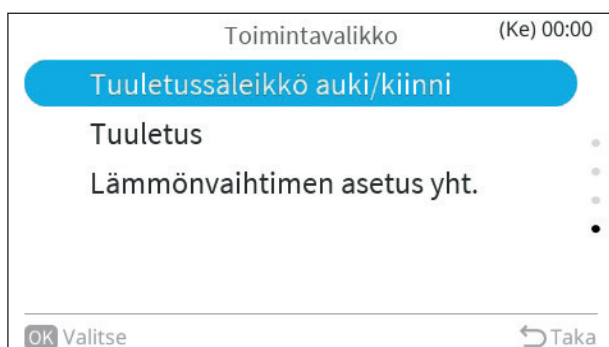 Toimintavalikko (Ke) 00:00
Tuuletussäleikkö auki/kiinni
Tuuletus
Lämmönvaihtimen asetus yht.
OK Valitse Taka